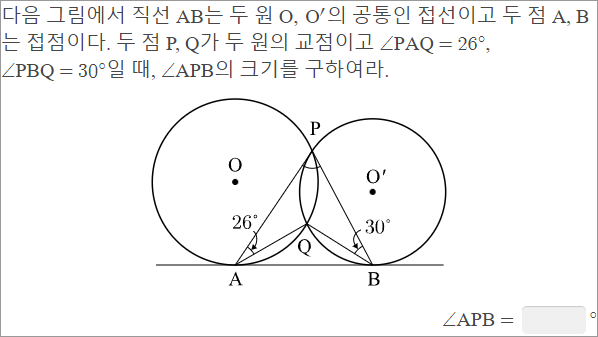 다음 그림에서 직선 AB는 두 원 O, O′의 공통인 접선이고 두 점 A, B
는 접점이다. 두 점 P, Q가 두 원의 교점이고 ∠PAQ = 26°,
∠PBQ = 30°일 때, ∠APB의 크기를 구하여라.
P
O
O′
26°
30°
Q
A
B
∠APB = °